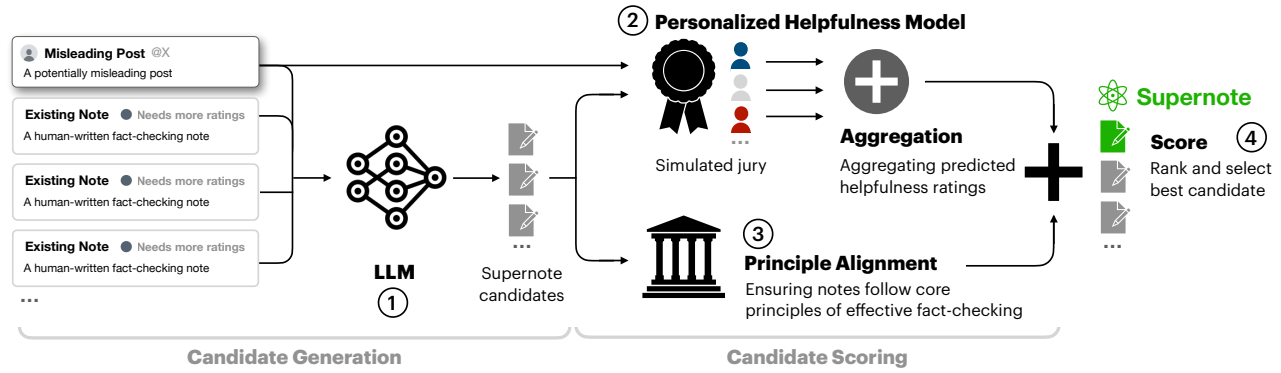 Misleading Post @X
A potentially misleading post
Existing Note Needs more ratings
A human-written fact-checking note
Existing Note Needs more ratings
A human-written fact-checking note
Existing Note Needs more ratings
A human-written fact-checking note
...
LLM
1
Supernote
candidates
...
2 Personalized Helpfulness Model
...
Simulated jury
Aggregation
Aggregating predicted
helpfulness ratings
3
Principle Alignment
Ensuring notes follow core
principles of effective fact-checking
Supernote
Score 4
Rank and select
best candidate
...
Candidate Generation
Candidate Scoring